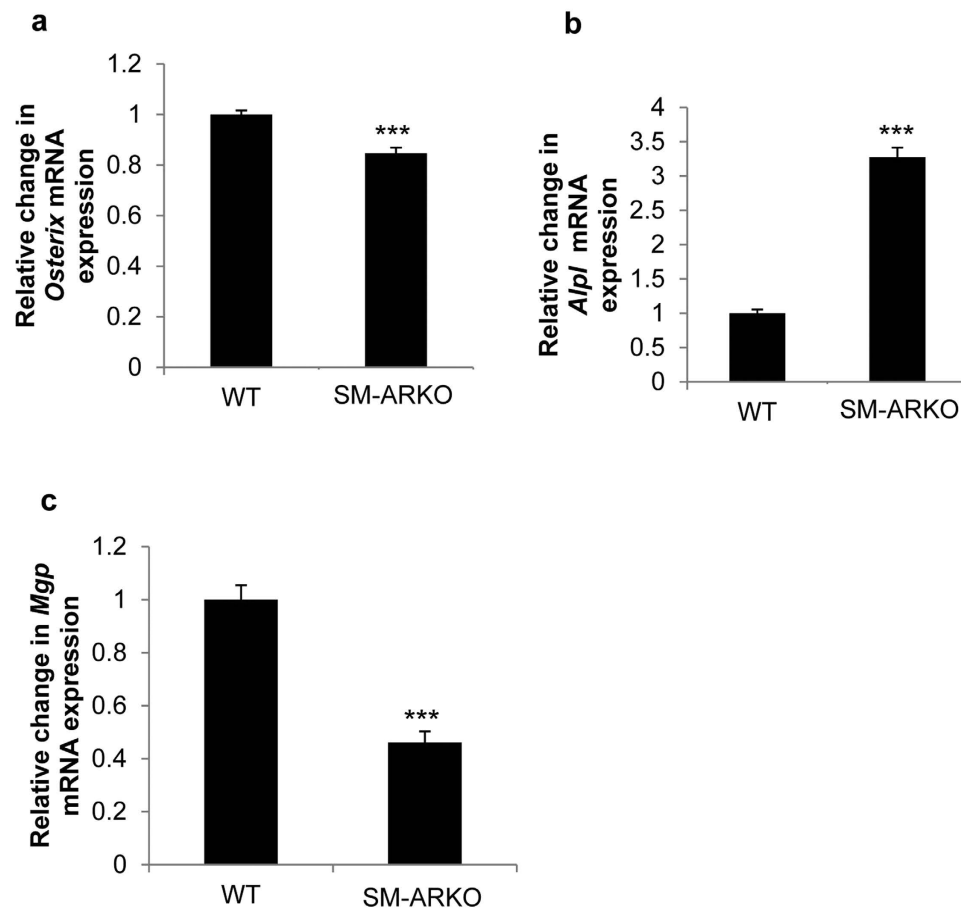 a
Relative change in
Osterix mRNA
expression
1.2
1
0.8
0.6
0.4
0.2
0
***
WT
SM-ARKO
b
Relative change in
Alpl mRNA
expression
4
3.5
3
2.5
2
1.5
1
0.5
0
***
WT
SM-ARKO
c
Relative change in Mgp
mRNA expression
1.2
1
0.8
0.6
0.4
0.2
0
***
WT
SM-ARKO